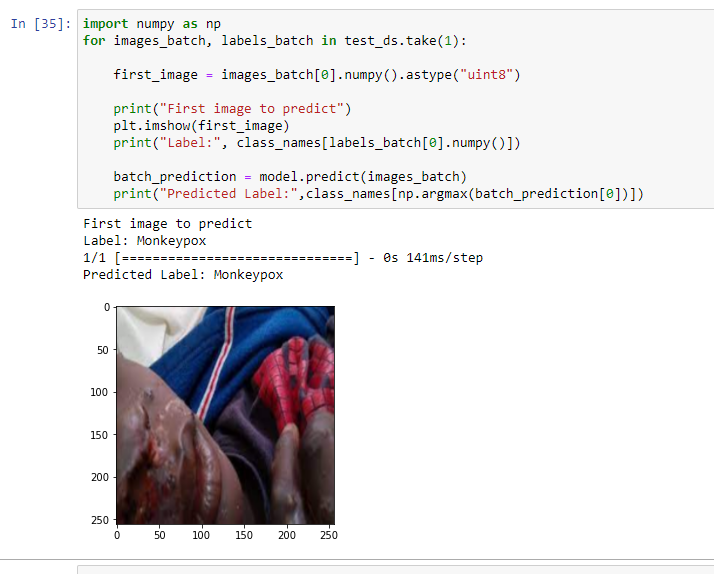 In [35]:
import numpy as np
for images_batch, labels_batch in test_ds.take(1):
first_image = images_batch[0].numpy().astype("uint8")
print("First image to predict")
plt.imshow(first_image)
print("Label:", class_names[labels_batch[0].numpy()])
batch_prediction = model.predict(images_batch)
print("Predicted Label:",class_names[np.argmax(batch_prediction[0])])
First image to predict
Label: Monkeypox
1/1 [==============================] - 0s 141ms/step
Predicted Label: Monkeypox
0
50
100
150
200
250
0 50 100 150 200 250